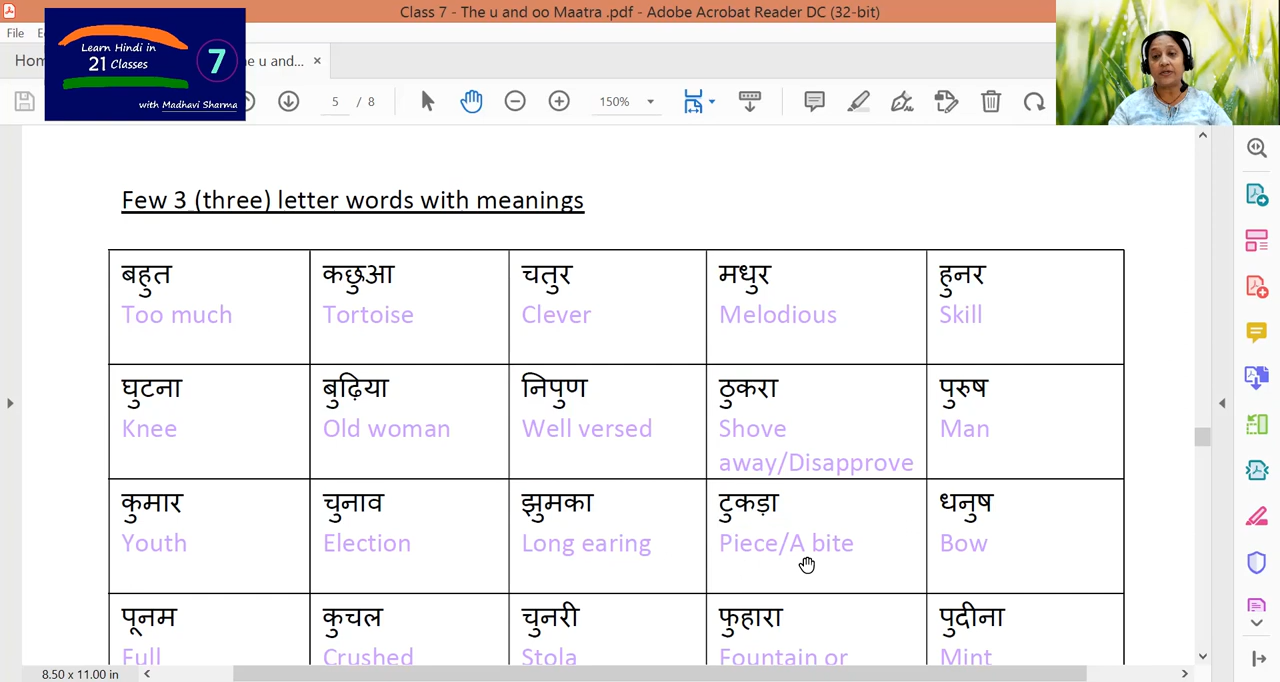 Class 7 - The u and oo Maatra .pdf - Adobe Acrobat Reader DC (32-bit)
File
Learn Hindi in
21 Classes
7
with Madhavi Sharma
Hom
e u and... ×
5 / 8
150%
Few 3 (three) letter words with meanings
बहुत
Too much
कछुआ
Tortoise
चतुर
Clever
मधुर
Melodious
हुनर
Skill
घुटना
Knee
बुढ़िया
Old woman
निपुण
Well versed
ठुकरा
Shove
away/Disapprove
पुरुष
Man
कुमार
Youth
चुनाव
Election
झुमका
Long earing
टुकड़ा
Piece/A bite
धनुष
Bow
पूनम
Full
कुचल
Crushed
चुनरी
Stola
फुहारा
Fountain or
पुदीना
Mint
8.50 x 11.00 in